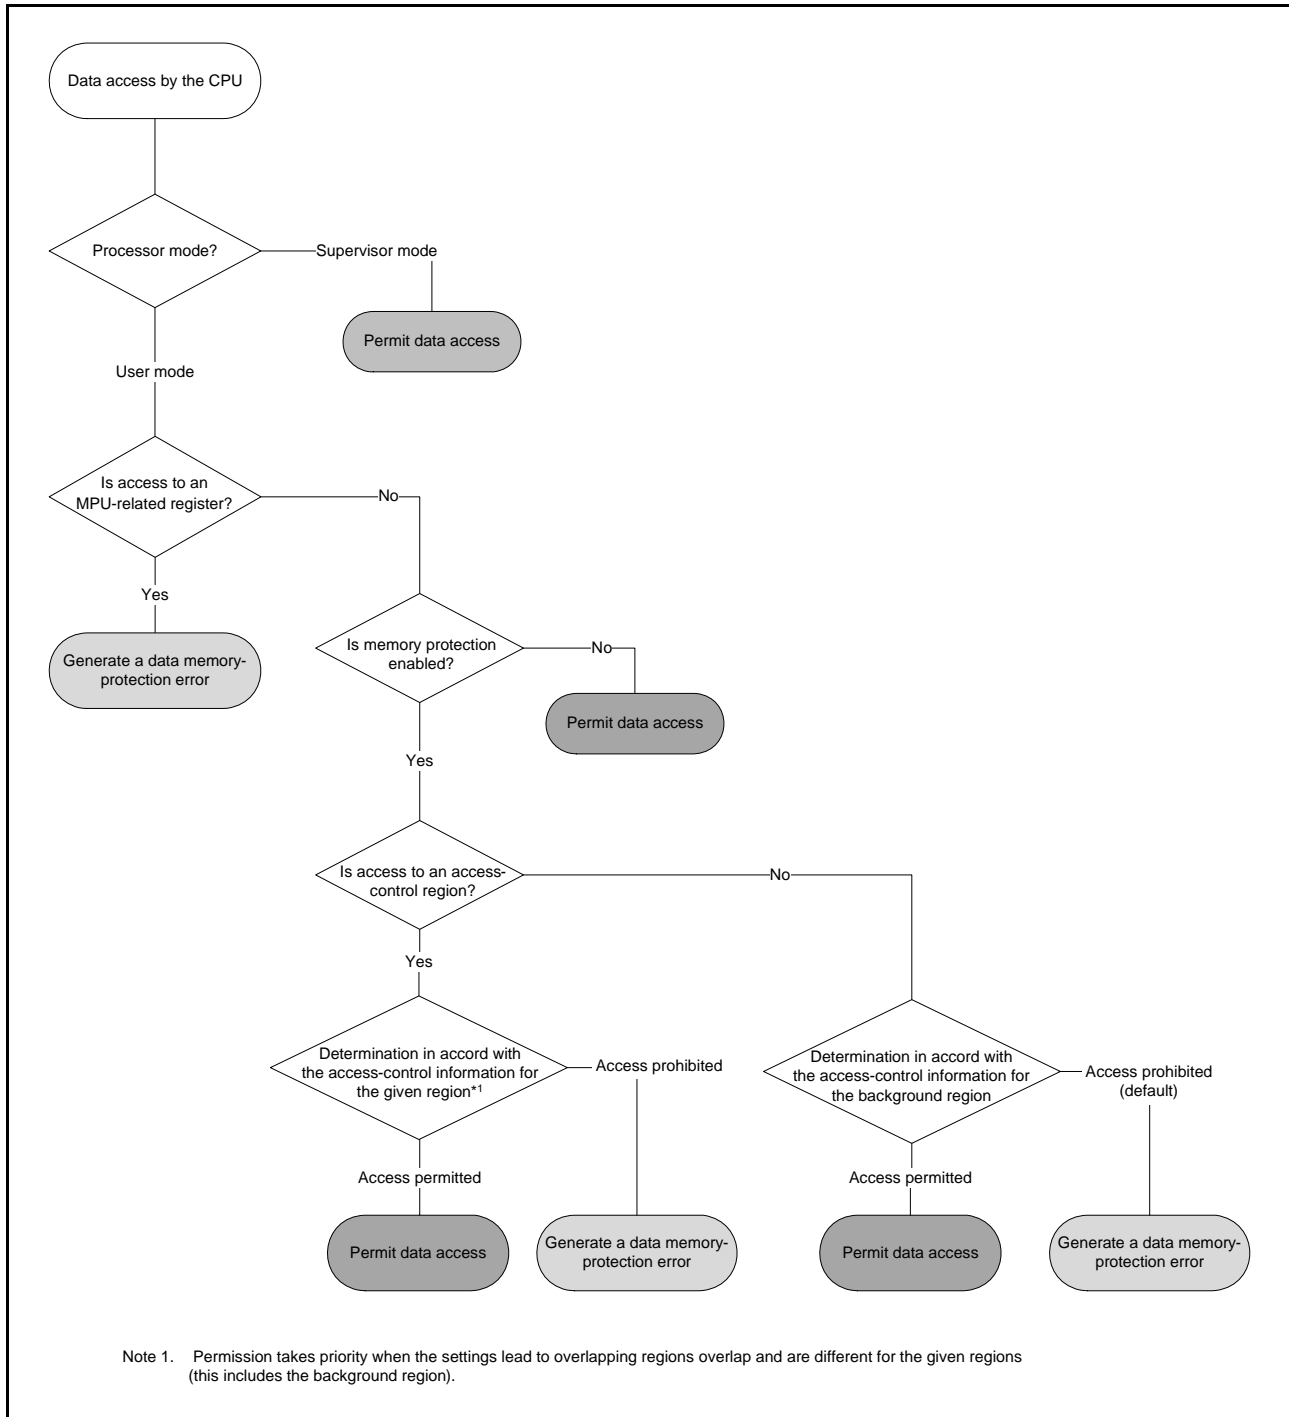 Data access by the CPU
Processor mode?
Supervisor mode
Permit data access
User mode
Is access to an
MPU-related register?
No
Yes
Generate a data memory-
protection error
Is memory protection
enabled?
No
Permit data access
Yes
Is access to an access-
control region?
No
Yes
Determination in accord with
the access-control information for
the given region*1
Access prohibited
Determination in accord with
the access-control information for
the background region
Access prohibited
(default)
Access permitted
Access permitted
Permit data access
Generate a data memory-
protection error
Permit data access
Generate a data memory-
protection error
Note 1. Permission takes priority when the settings lead to overlapping regions overlap and are different for the given regions
(this includes the background region).